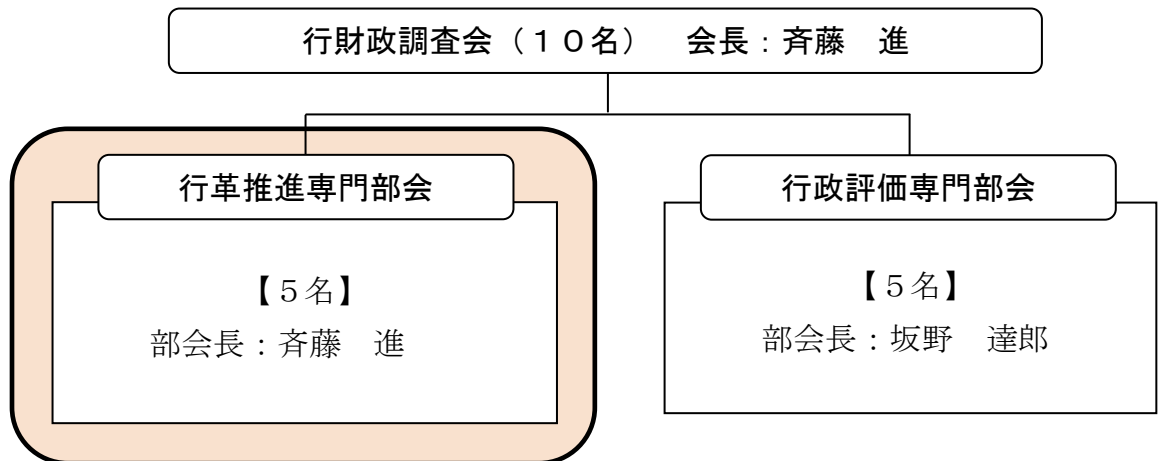 行財政調査会(10名) 会長:斉藤 進
行革推進専門部会
【5名】
部会長:斉藤 進
行政評価専門部会
【5名】
部会長:坂野 達郎